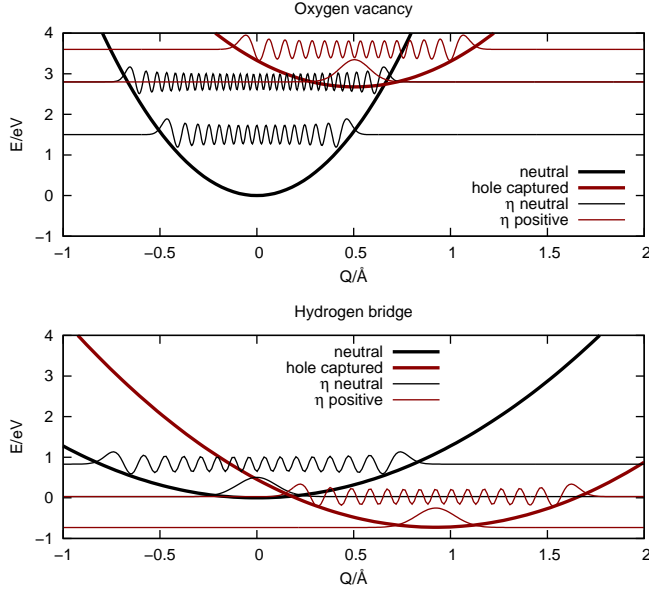 Oxygen vacancy
4
3
2
1
0
−1
E/eV
neutral
hole captured
η neutral
η positive
−1 −0.5 0 0.5 1 1.5 2
Q/Å
Hydrogen bridge
4
3
2
1
0
−1
E/eV
neutral
hole captured
η neutral
η positive
−1 −0.5 0 0.5 1 1.5 2
Q/Å